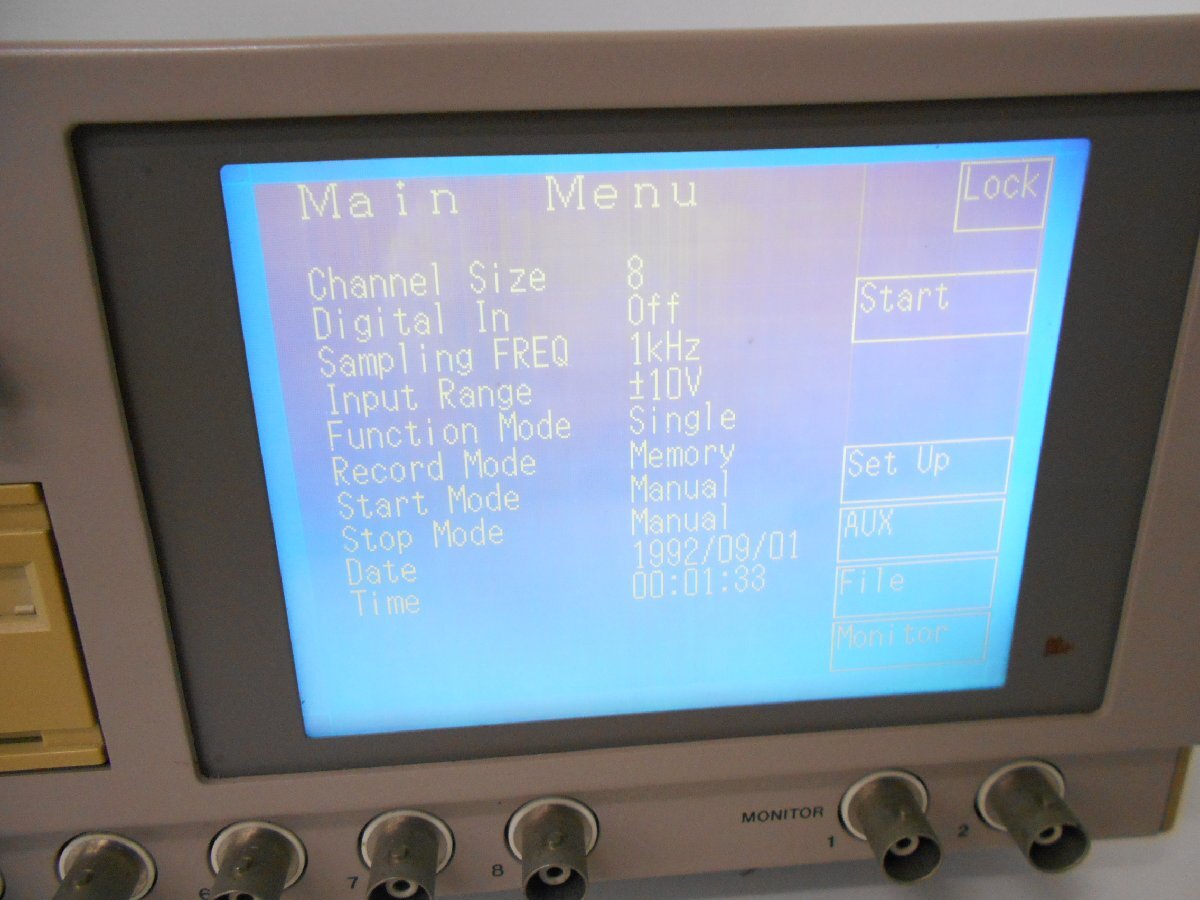 Main Menu
Lock
Channel Size 8
Digital In Off
Sampling FREQ 1kHz
Input Range ±10V
Function Mode Single
Record Mode Memory
Start Mode Manual
Stop Mode Manual
Date 1992/09/01
Time 00:01:33
Start
Set Up
AUX
File
Monitor
MONITOR
1
2
6
7
8